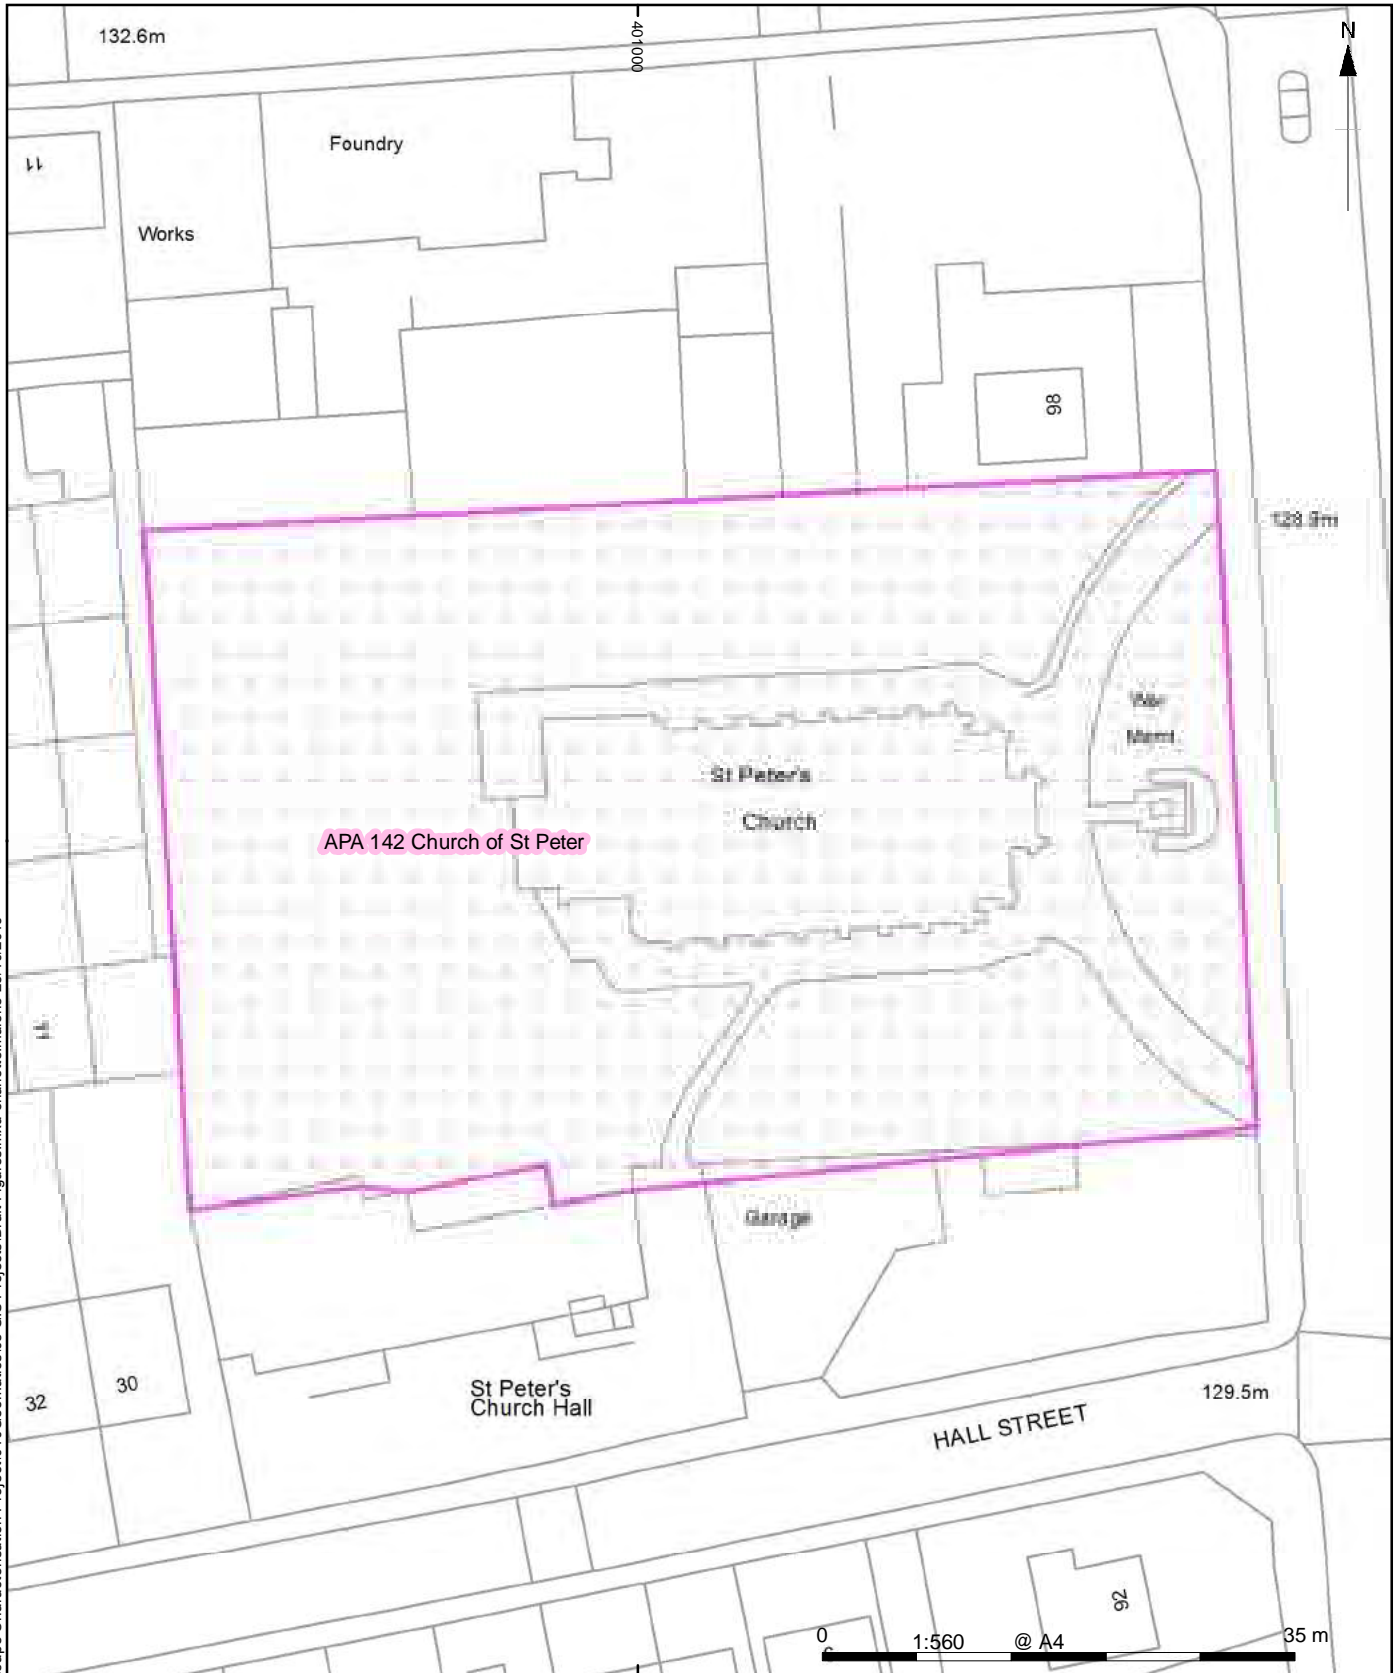 132.6m
401000
N
11
Foundry
Works
98
128.9m
War
Meml
St Peter's
Church
APA 142 Church of St Peter
11
Garage
St Peter's
Church Hall
32
30
129.5m
HALL STREET
92
0
1:560 @ A4
35 m